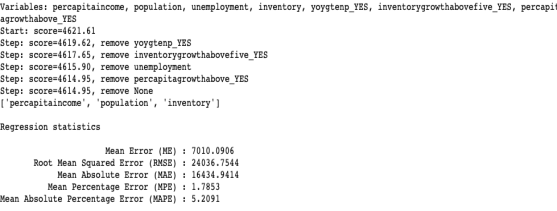 Variables: percapitaincome, population, unemployment, inventory, yoygtenp_YES, inventorygrowthabovefive_YES, percapit
agrowthabove_YES
Start: score=4621.61
Step: score=4619.62, remove yoygtenp_YES
Step: score=4617.65, remove inventorygrowthabovefive_YES
Step: score=4615.90, remove unemployment
Step: score=4614.95, remove percapitagrowthabove_YES
Step: score=4614.95, remove None
['percapitaincome', 'population', 'inventory']
Regression statistics
Mean Error (ME) : 7010.0906
Root Mean Squared Error (RMSE) : 24036.7544
Mean Absolute Error (MAE) : 16434.9414
Mean Percentage Error (MPE) : 1.7853
Mean Absolute Percentage Error (MAPE) : 5.2091